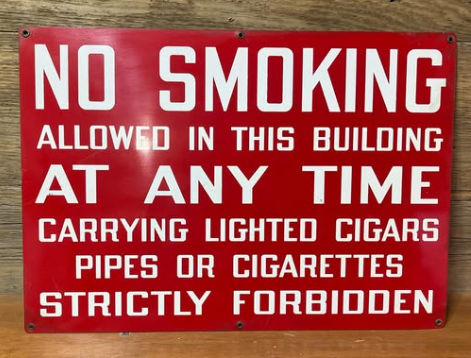 NO SMOKING
ALLOWED IN THIS BUILDING
AT ANY TIME
CARRYING LIGHTED CIGARS
PIPES OR CIGARETTES
STRICTLY FORBIDDEN